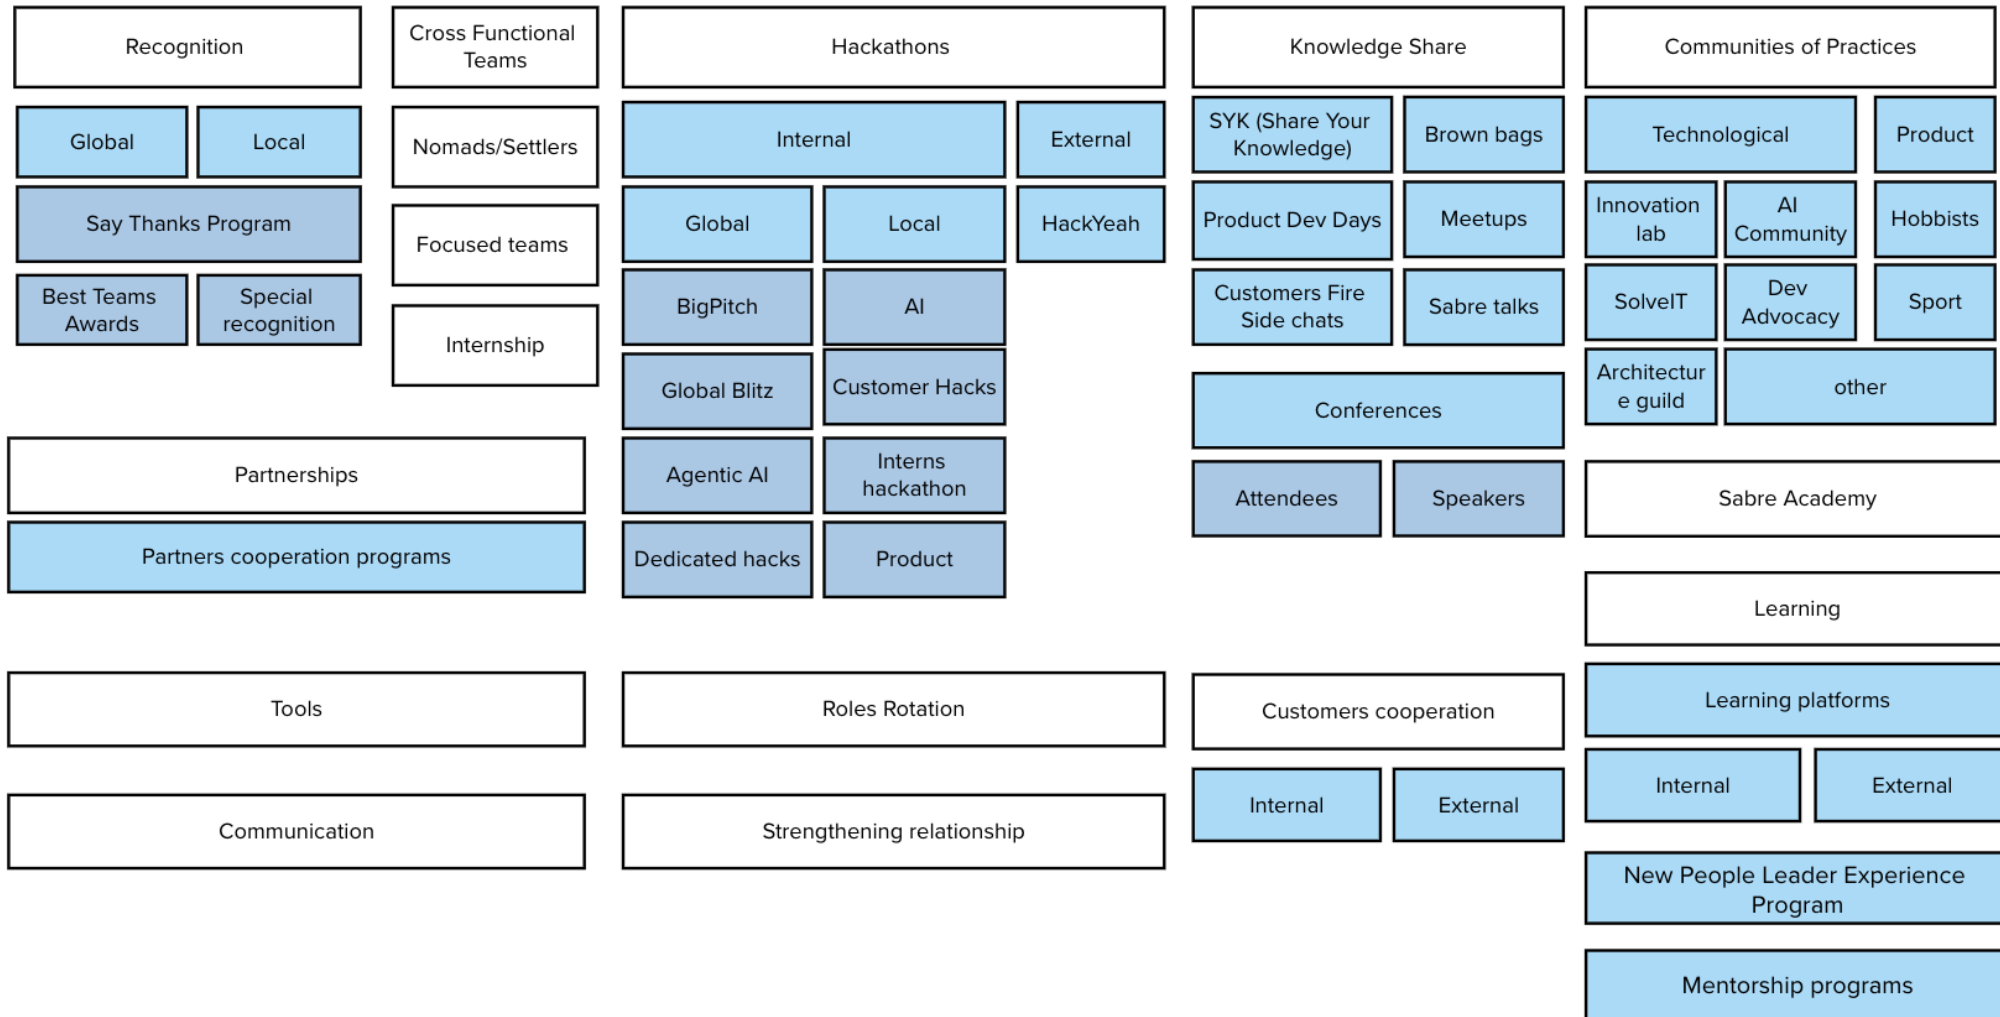 Recognition
Global
Local
Say Thanks Program
Best Teams
Awards
Special
recognition
Cross Functional
Teams
Nomads/Settlers
Focused teams
Internship
Hackathons
Internal
External
Global
Local
HackYeah
BigPitch
AI
Global Blitz
Customer Hacks
Agentic AI
Interns
hackathon
Dedicated hacks
Product
Knowledge Share
SYK (Share Your
Knowledge)
Brown bags
Product Dev Days
Meetups
Customers Fire
Side chats
Sabre talks
Conferences
Attendees
Speakers
Communities of Practices
Technological
Product
Innovation
lab
AI
Community
Hobbists
SolveIT
Dev
Advocacy
Sport
Architectur
e guild
other
Partnerships
Partners cooperation programs
Sabre Academy
Learning
Learning platforms
Internal
External
New People Leader Experience
Program
Mentorship programs
Tools
Communication
Roles Rotation
Strengthening relationship
Customers cooperation
Internal
External